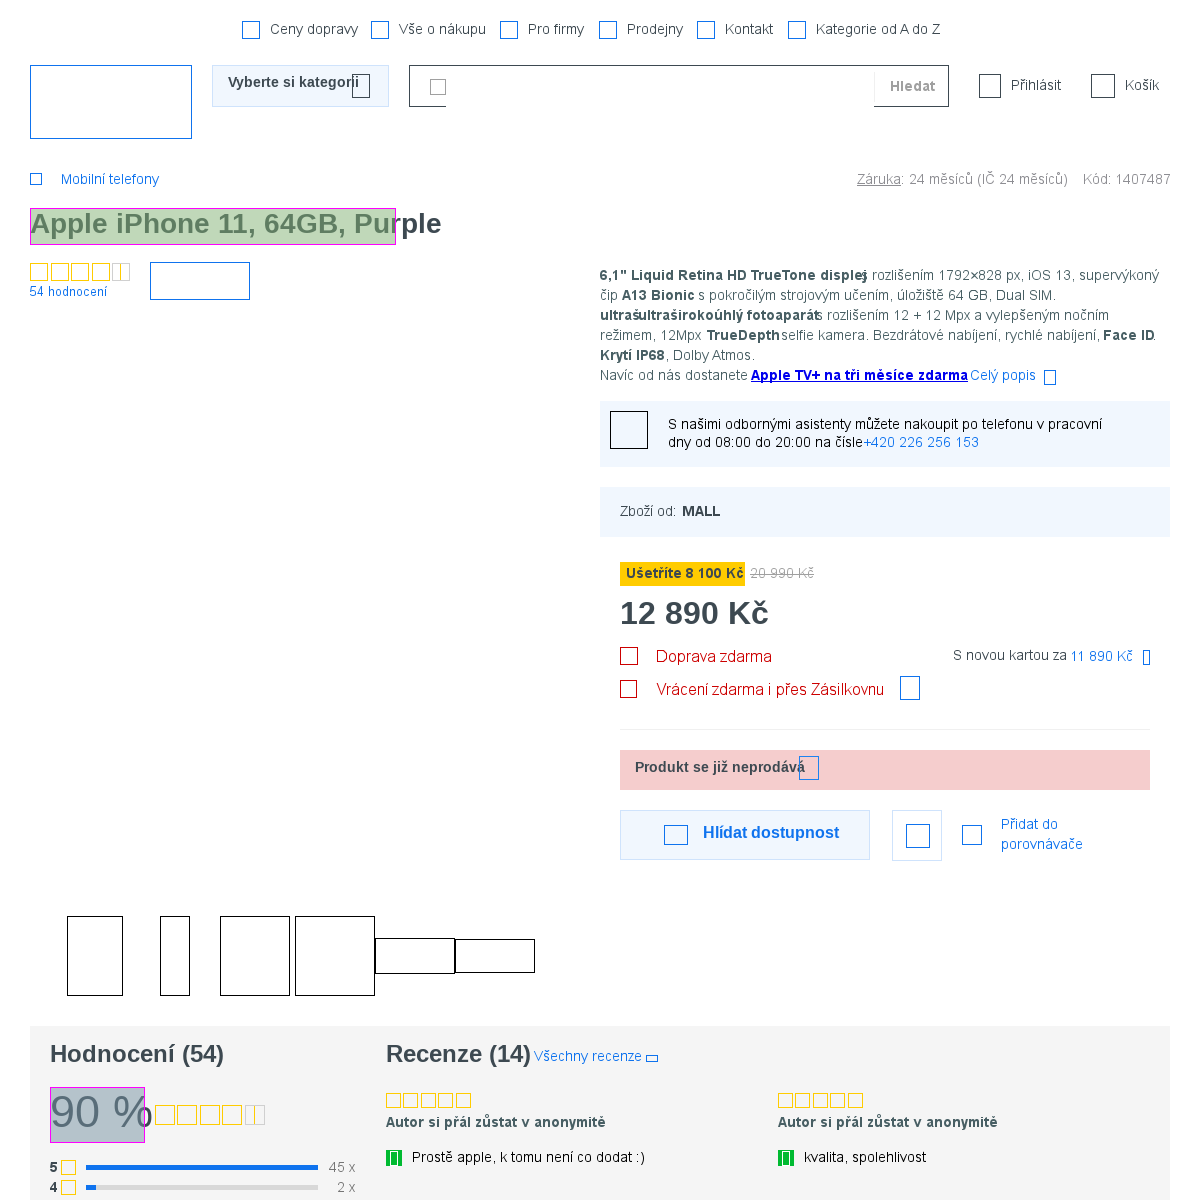 Ceny dopravy Vše o nákupu Pro firmy Prodejny Kontakt Kategorie od A do Z
Vyberte si kategorii Hledat Přihlásit Košík
Mobilní telefony Záruka: 24 měsíců (IČ 24 měsíců) Kód: 1407487
Apple iPhone 11, 64GB, Purple
54 hodnocení
6,1" Liquid Retina HD TrueTone displej s rozlišením 1792×828 px, iOS 13, supervýkoný
čip A13 Bionic s pokročilým strojovým učením, úložiště 64 GB, Dual SIM.
ultrašultraširokoúhlý fotoaparát s rozlišením 12 + 12 Mpx a vylepšeným nočním
režimem, 12Mpx TrueDepth selfie kamera. Bezdrátové nabíjení, rychlé nabíjení, Face ID.
Krytí IP68, Dolby Atmos.
Navíc od nás dostanete Apple TV+ na tři měsíce zdarma Celý popis
S našimi odbornými asistenty můžete nakoupit po telefonu v pracovní
dny od 08:00 do 20:00 na čísle +420 226 256 153
Zboží od: MALL
Ušetříte 8 100 Kč 20 990 Kč
12 890 Kč
Doprava zdarma S novou kartou za 11 890 Kč
Vrácení zdarma i přes Zásilkovnu
Produkt se již neprodává
Hlídat dostupnost
Přidat do
porovnávače
Hodnocení (54)
90 %
5 45 x
4 2 x
Recenze (14) Všechny recenze
Autor si přál zůstat v anonymitě
Prostě apple, k tomu není co dodat :)
Autor si přál zůstat v anonymitě
kvalita, spolehlivost